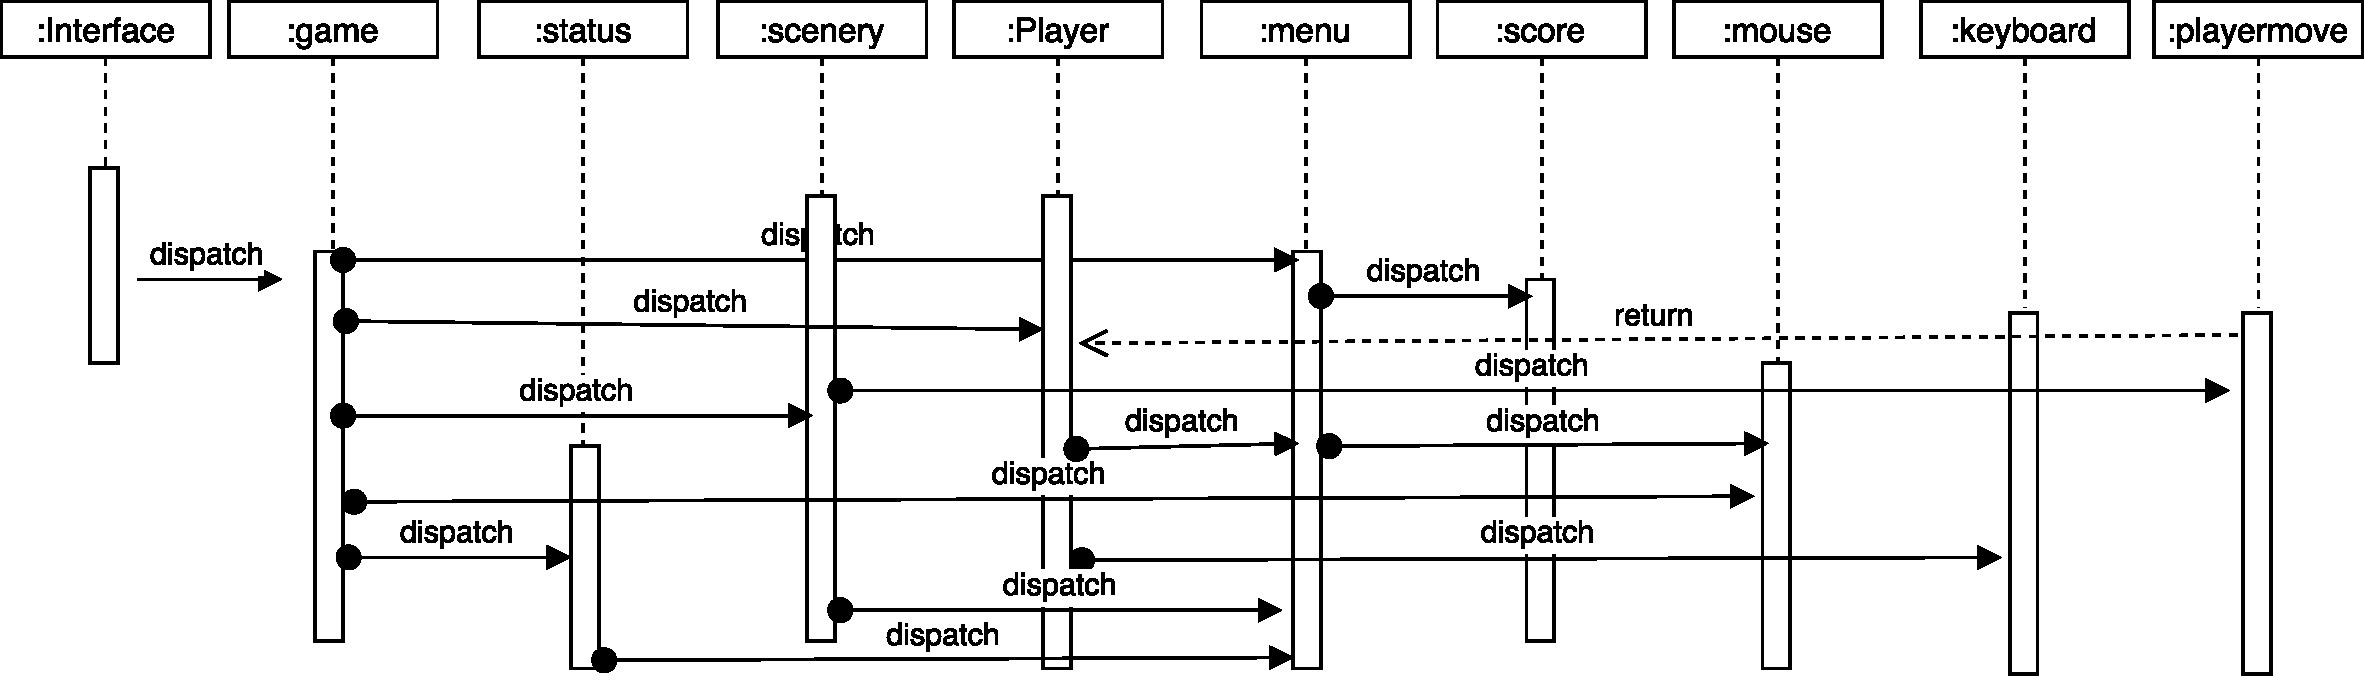 :Interface
:game
:status
:scenery
:Player
:menu
:score
:mouse
:keyboard
:playermove
dispatch
dispatch
dispatch
dispatch
return
dispatch
dispatch
dispatch
dispatch
dispatch
dispatch
dispatch
dispatch
dispatch